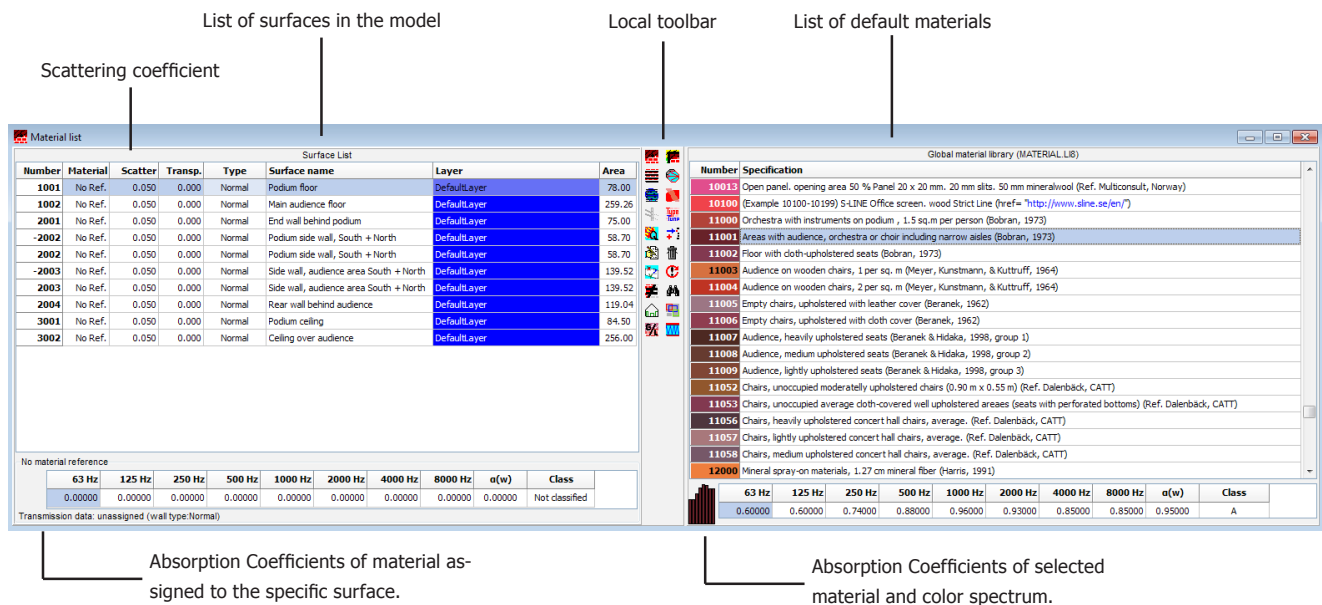 List of surfaces in the model
Local toolbar
List of default materials
Scattering coefficient
Material list
Surface List
Number Material Scatter Transp. Type Surface name Layer Area
1001 No Ref. 0.050 0.000 Normal Podium floor DefaultLayer 78.00
1002 No Ref. 0.050 0.000 Normal Main audience floor DefaultLayer 259.26
2001 No Ref. 0.050 0.000 Normal End wall behind podium DefaultLayer 75.00
-2002 No Ref. 0.050 0.000 Normal Podium side wall, South + North DefaultLayer 58.70
2002 No Ref. 0.050 0.000 Normal Podium side wall, South + North DefaultLayer 58.70
-2003 No Ref. 0.050 0.000 Normal Side wall, audience area South + North DefaultLayer 139.52
2003 No Ref. 0.050 0.000 Normal Side wall, audience area South + North DefaultLayer 139.52
2004 No Ref. 0.050 0.000 Normal Rear wall behind audience DefaultLayer 119.04
3001 No Ref. 0.050 0.000 Normal Podium ceiling DefaultLayer 84.50
3002 No Ref. 0.050 0.000 Normal Ceiling over audience DefaultLayer 256.00
No material reference
63 Hz 125 Hz 250 Hz 500 Hz 1000 Hz 2000 Hz 4000 Hz 8000 Hz α(w) Class
0.00000 0.00000 0.00000 0.00000 0.00000 0.00000 0.00000 0.00000 0.00000 Not classified
Transmission data: unassigned (wall type:Normal)
Global material library (MATERIAL.LI8)
Number Specification
10013 Open panel. opening area 50 % Panel 20 x 20 mm. 20 mm slits. 50 mm mineralwool (Ref. Multiconsult, Norway)
10100 (Example 10100-10199) S-LINE Office screen. wood Strict Line (href= "http://www.sline.se/en/")
11000 Orchestra with instruments on podium , 1.5 sq.m per person (Bobran, 1973)
11001 Areas with audience, orchestra or choir including narrow aisles (Bobran, 1973)
11002 Floor with cloth-upholstered seats (Bobran, 1973)
11003 Audience on wooden chairs, 1 per sq. m (Meyer, Kunstmann, & Kuttruff, 1964)
11004 Audience on wooden chairs, 2 per sq. m (Meyer, Kunstmann, & Kuttruff, 1964)
11005 Empty chairs, upholstered with leather cover (Beranek, 1962)
11006 Empty chairs, upholstered with cloth cover (Beranek, 1962)
11007 Audience, heavily upholstered seats (Beranek & Hidaka, 1998, group 1)
11008 Audience, medium upholstered seats (Beranek & Hidaka, 1998, group 2)
11009 Audience, lightly upholstered seats (Beranek & Hidaka, 1998, group 3)
11052 Chairs, unoccupied moderatelly upholstered chairs (0.90 m x 0.55 m) (Ref. Dalenbäck, CATT)
11053 Chairs, unoccupied average cloth-covered well upholstered areaes (seats with perforated bottoms) (Ref. Dalenbäck, CATT)
11056 Chairs, heavily upholstered concert hall chairs, average. (Ref. Dalenbäck, CATT)
11057 Chairs, lightly upholstered concert hall chairs, average. (Ref. Dalenbäck, CATT)
11058 Chairs, medium upholstered concert hall chairs, average. (Ref. Dalenbäck, CATT)
12000 Mineral spray-on materials, 1.27 cm mineral fiber (Harris, 1991)
63 Hz 125 Hz 250 Hz 500 Hz 1000 Hz 2000 Hz 4000 Hz 8000 Hz α(w) Class
0.60000 0.60000 0.74000 0.88000 0.96000 0.93000 0.85000 0.85000 0.95000 A
Absorption Coefficients of material as-
signed to the specific surface.
Absorption Coefficients of selected
material and color spectrum.